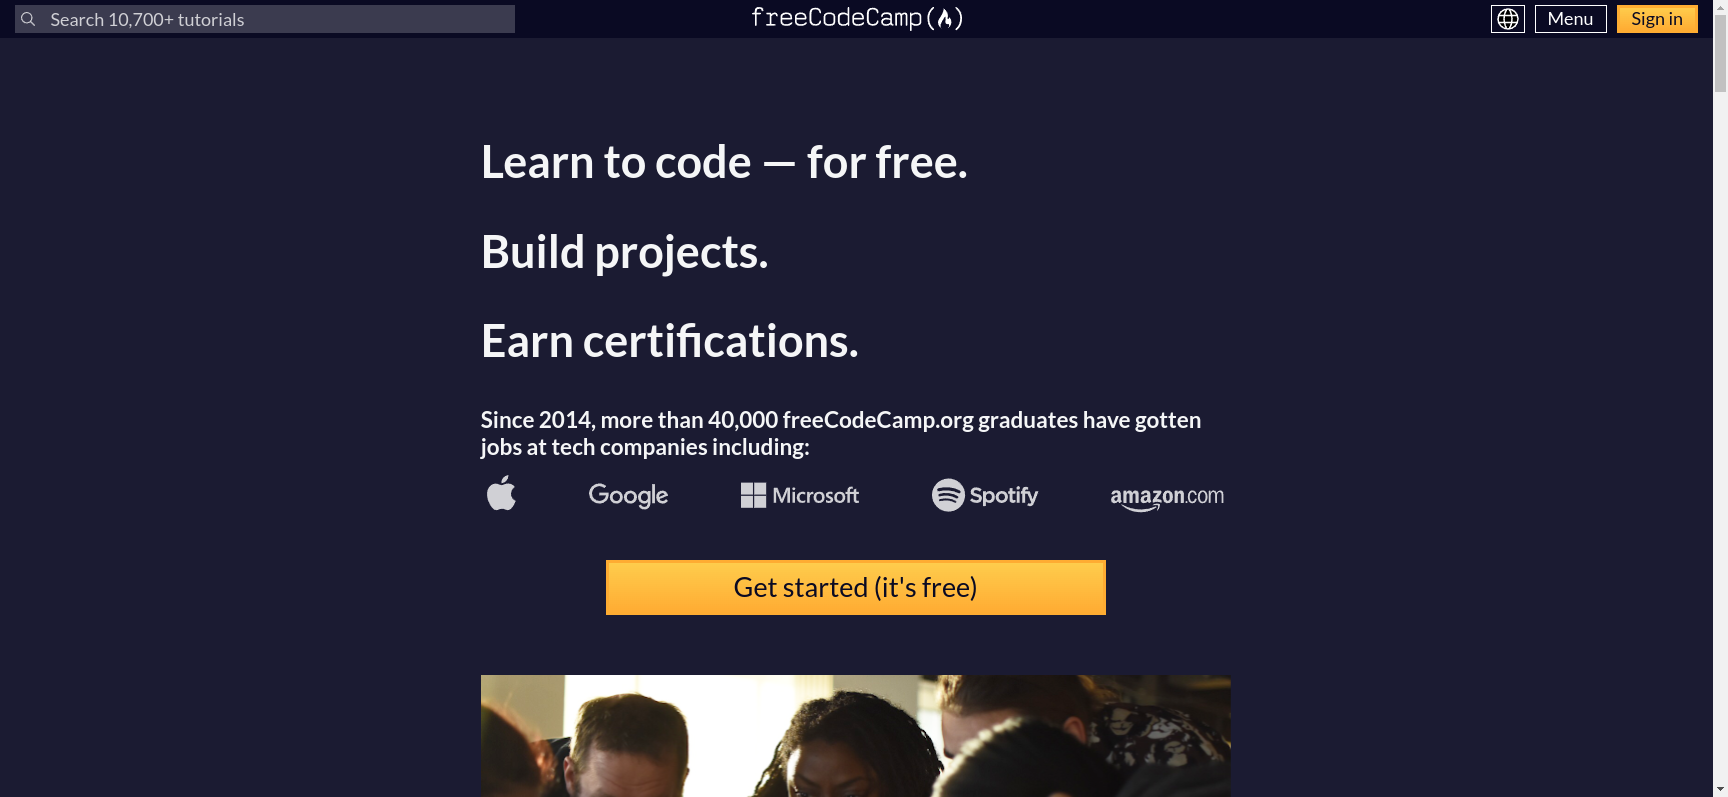 Search 10,700+ tutorials
freeCodeCamp
Menu
Sign in
Learn to code — for free.
Build projects.
Earn certifications.
Since 2014, more than 40,000 freeCodeCamp.org graduates have gotten
jobs at tech companies including:
Google
Microsoft
Spotify
amazon.com
Get started (it's free)